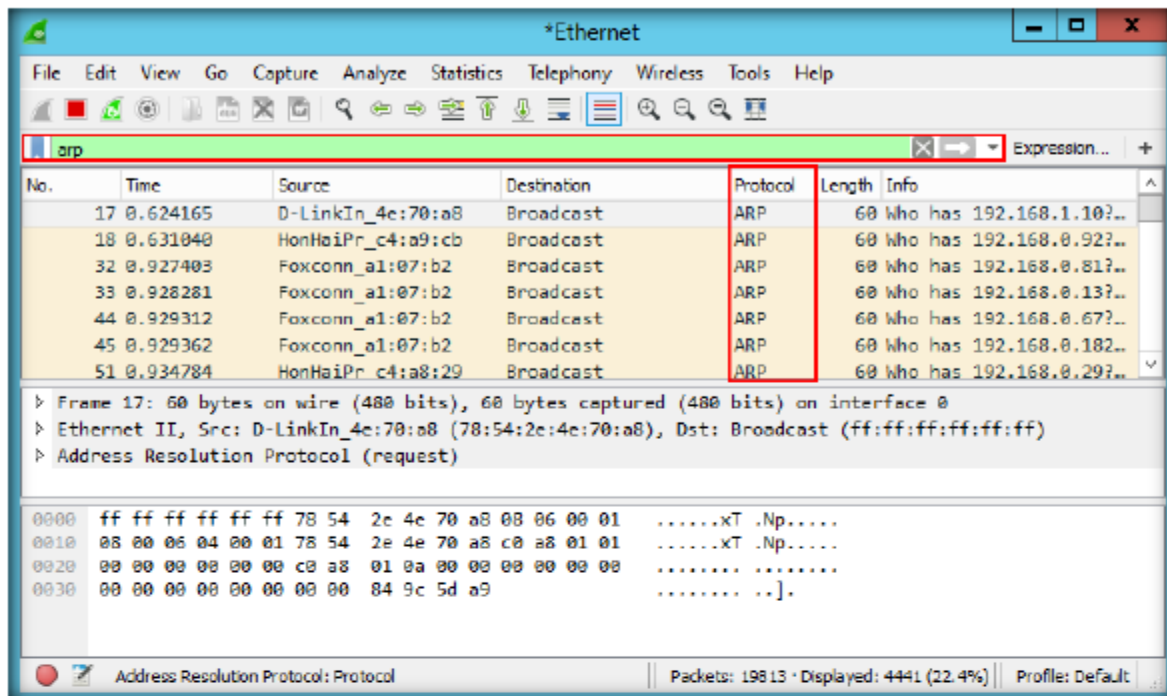 *Ethernet
File Edit View Go Capture Analyze Statistics Telephony Wireless Tools Help
arp Expression... +
No. Time Source Destination Protocol Length Info
17 0.624165 D-LinkIn_4e:70:a8 Broadcast ARP 60 Who has 192.168.1.10?…
18 0.631040 HonHaiPr_c4:a9:cb Broadcast ARP 60 Who has 192.168.0.92?…
32 0.927403 Foxconn_a1:07:b2 Broadcast ARP 60 Who has 192.168.0.81?…
33 0.928281 Foxconn_a1:07:b2 Broadcast ARP 60 Who has 192.168.0.13?…
44 0.929312 Foxconn_a1:07:b2 Broadcast ARP 60 Who has 192.168.0.67?…
45 0.929362 Foxconn_a1:07:b2 Broadcast ARP 60 Who has 192.168.0.182…
51 0.934784 HonHaiPr_c4:a8:29 Broadcast ARP 60 Who has 192.168.0.29?…
Frame 17: 60 bytes on wire (480 bits), 60 bytes captured (480 bits) on interface 0
Ethernet II, Src: D-LinkIn_4e:70:a8 (78:54:2e:4e:70:a8), Dst: Broadcast (ff:ff:ff:ff:ff:ff)
Address Resolution Protocol (request)
0000 ff ff ff ff ff ff 78 54 2e 4e 70 a8 08 06 00 01 ......xT .Np.....
0010 08 00 06 04 00 01 78 54 2e 4e 70 a8 c0 a8 01 01 ......xT .Np.....
0020 00 00 00 00 00 00 c0 a8 01 0a 00 00 00 00 00 00 ........ ........
0030 00 00 00 00 00 00 00 00 84 9c 5d a9 ........ ..].
Address Resolution Protocol: Protocol Packets: 19813 · Displayed: 4441 (22.4%) Profile: Default